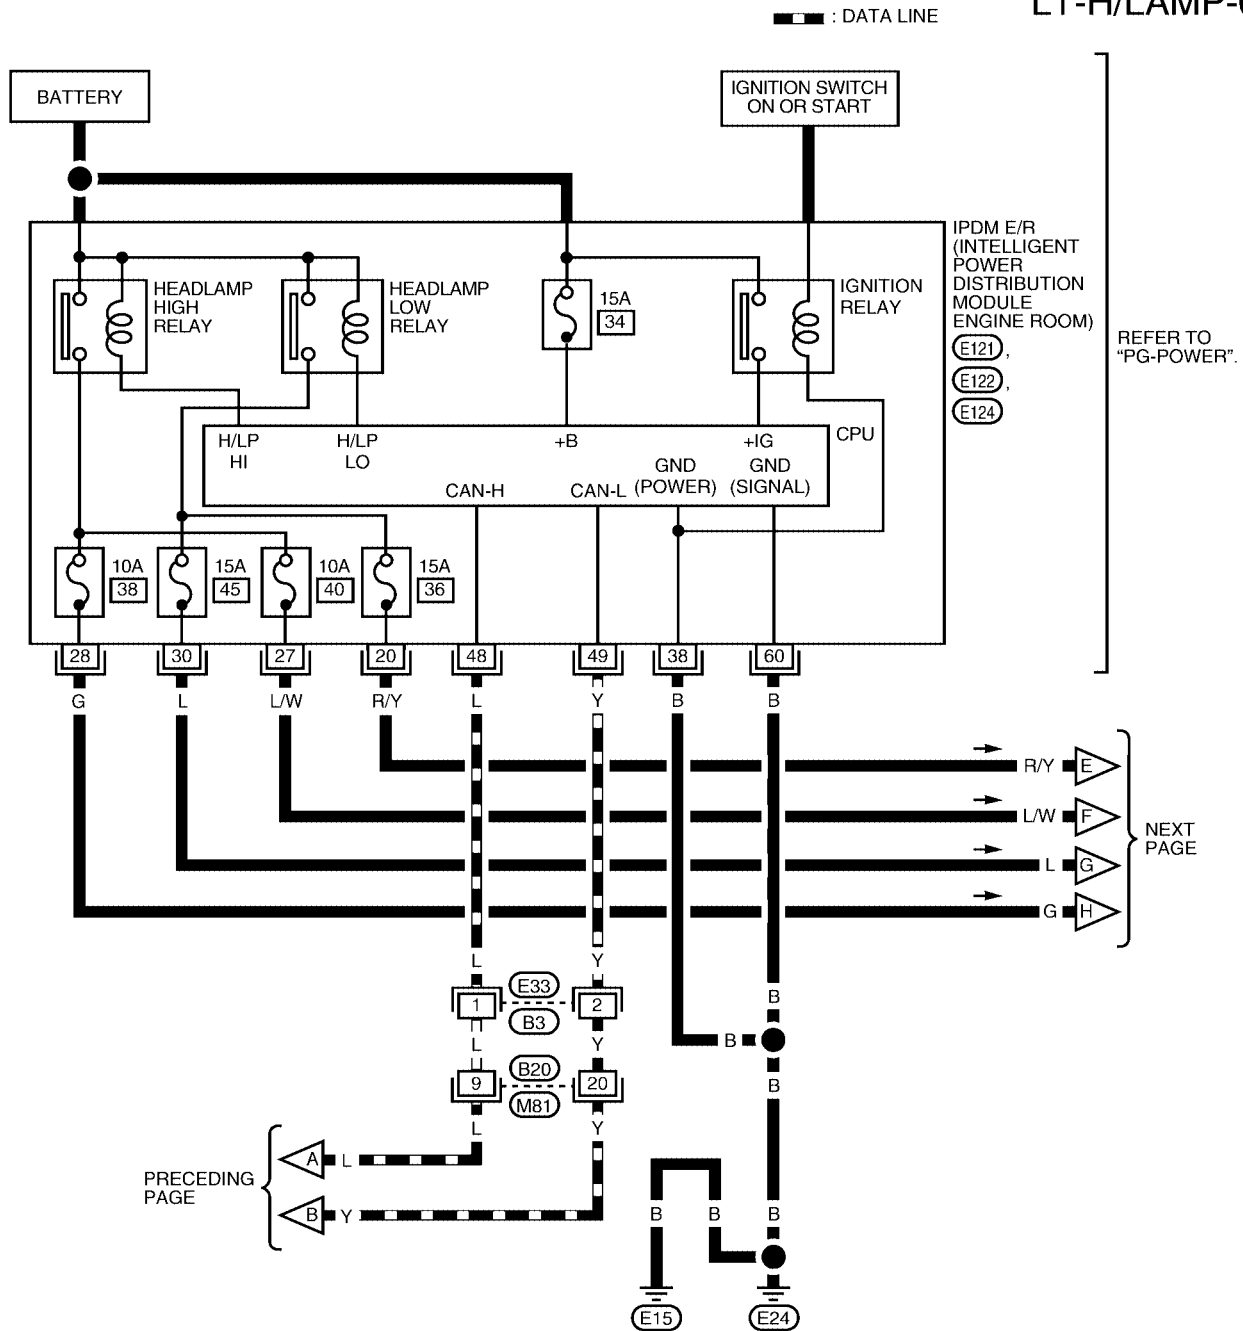 : DATA LINE
BATTERY
IGNITION SWITCH
ON OR START
IPDM E/R
(INTELLIGENT
POWER
DISTRIBUTION
MODULE
ENGINE ROOM)
E121 ,
E122 ,
E124
REFER TO
“PG-POWER”.
HEADLAMP
HIGH
RELAY
HEADLAMP
LOW
RELAY
15A
34
IGNITION
RELAY
CPU
H/LP
HI
H/LP
LO
+B
+IG
CAN-H
CAN-L
GND
(POWER)
GND
(SIGNAL)
10A
38
15A
45
10A
40
15A
36
28 30 27 20 48 49 38 60
G L L/W R/Y L Y B B
R/Y E
L/W F
L G
G H
NEXT
PAGE
L Y B
1 E33 2
B3
B
L Y
9 B20 20
M81
B
L Y
PRECEDING
PAGE
A L
B Y
B B B
E15 E24